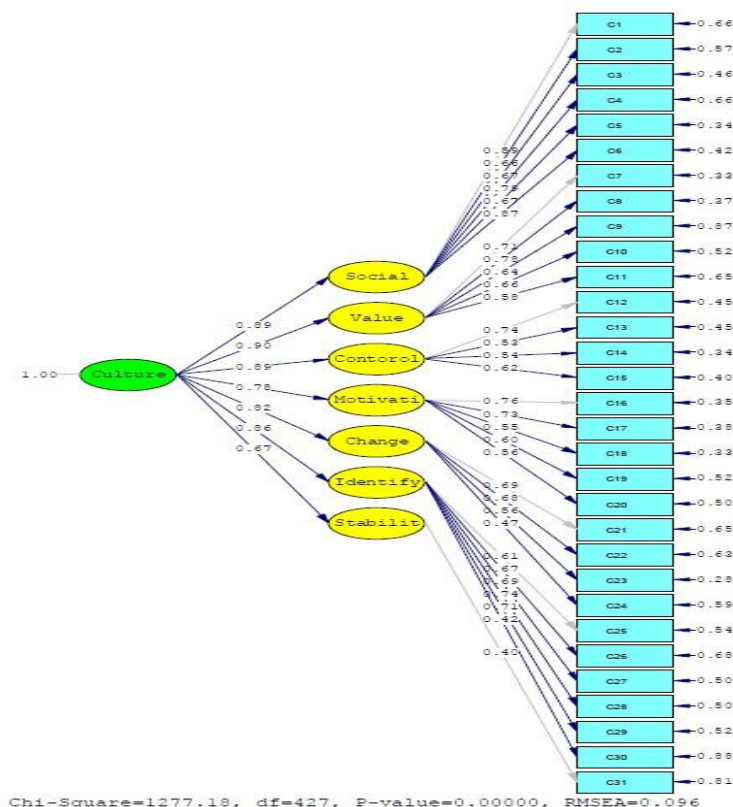 C1 0.66
C2 0.57
C3 0.46
C4 0.66
C5 0.34
C6 0.42
C7 0.33
C8 0.37
C9 0.87
C10 0.52
C11 0.65
C12 0.45
C13 0.45
C14 0.34
C15 0.40
C16 0.35
C17 0.38
C18 0.33
C19 0.52
C20 0.50
C21 0.65
C22 0.63
C23 0.28
C24 0.59
C25 0.54
C26 0.68
C27 0.50
C28 0.50
C29 0.52
C30 0.88
C31 0.81
0.67
0.87
0.71
0.78
0.64
0.66
0.58
0.74
0.53
0.54
0.62
0.76
0.73
0.55
0.60
0.56
0.69
0.68
0.56
0.47
0.61
0.67
0.69
0.74
0.71
0.42
0.40
Social
Value
Contorol
Motivati
Change
Identify
Stabilit
0.89
0.90
0.89
0.78
0.82
0.86
0.67
1.00
Culture
Chi-Square=1277.18, df=427, P-value=0.00000, RMSEA=0.096